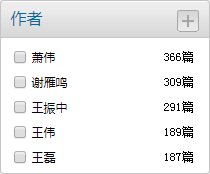 作者
萧伟 366篇
谢雁鸣 309篇
王振中 291篇
王伟 189篇
王磊 187篇